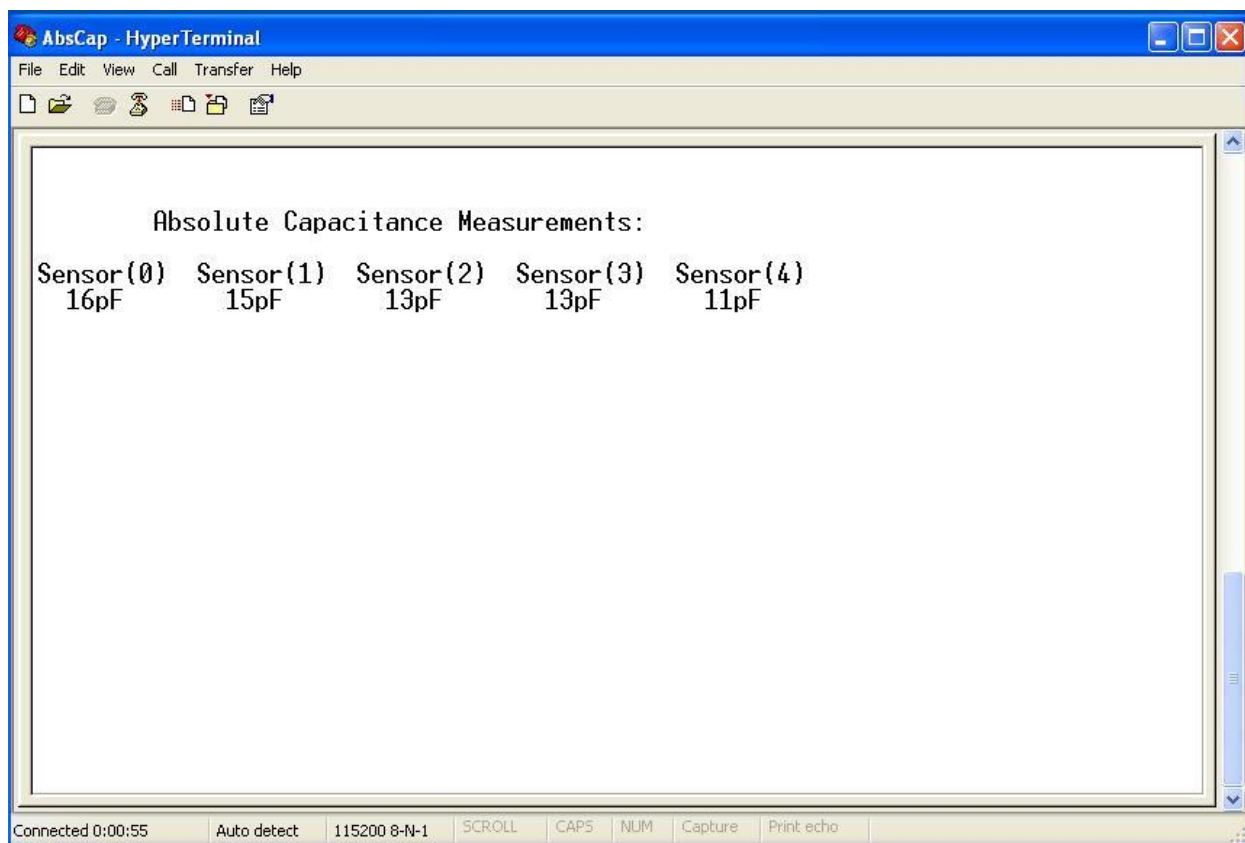 AbsCap - HyperTerminal
File Edit View Call Transfer Help
Absolute Capacitance Measurements:
Sensor(0) Sensor(1) Sensor(2) Sensor(3) Sensor(4)
16pF 15pF 13pF 13pF 11pF
Connected 0:00:55 Auto detect 115200 8-N-1 SCROLL CAPS NUM Capture Print echo